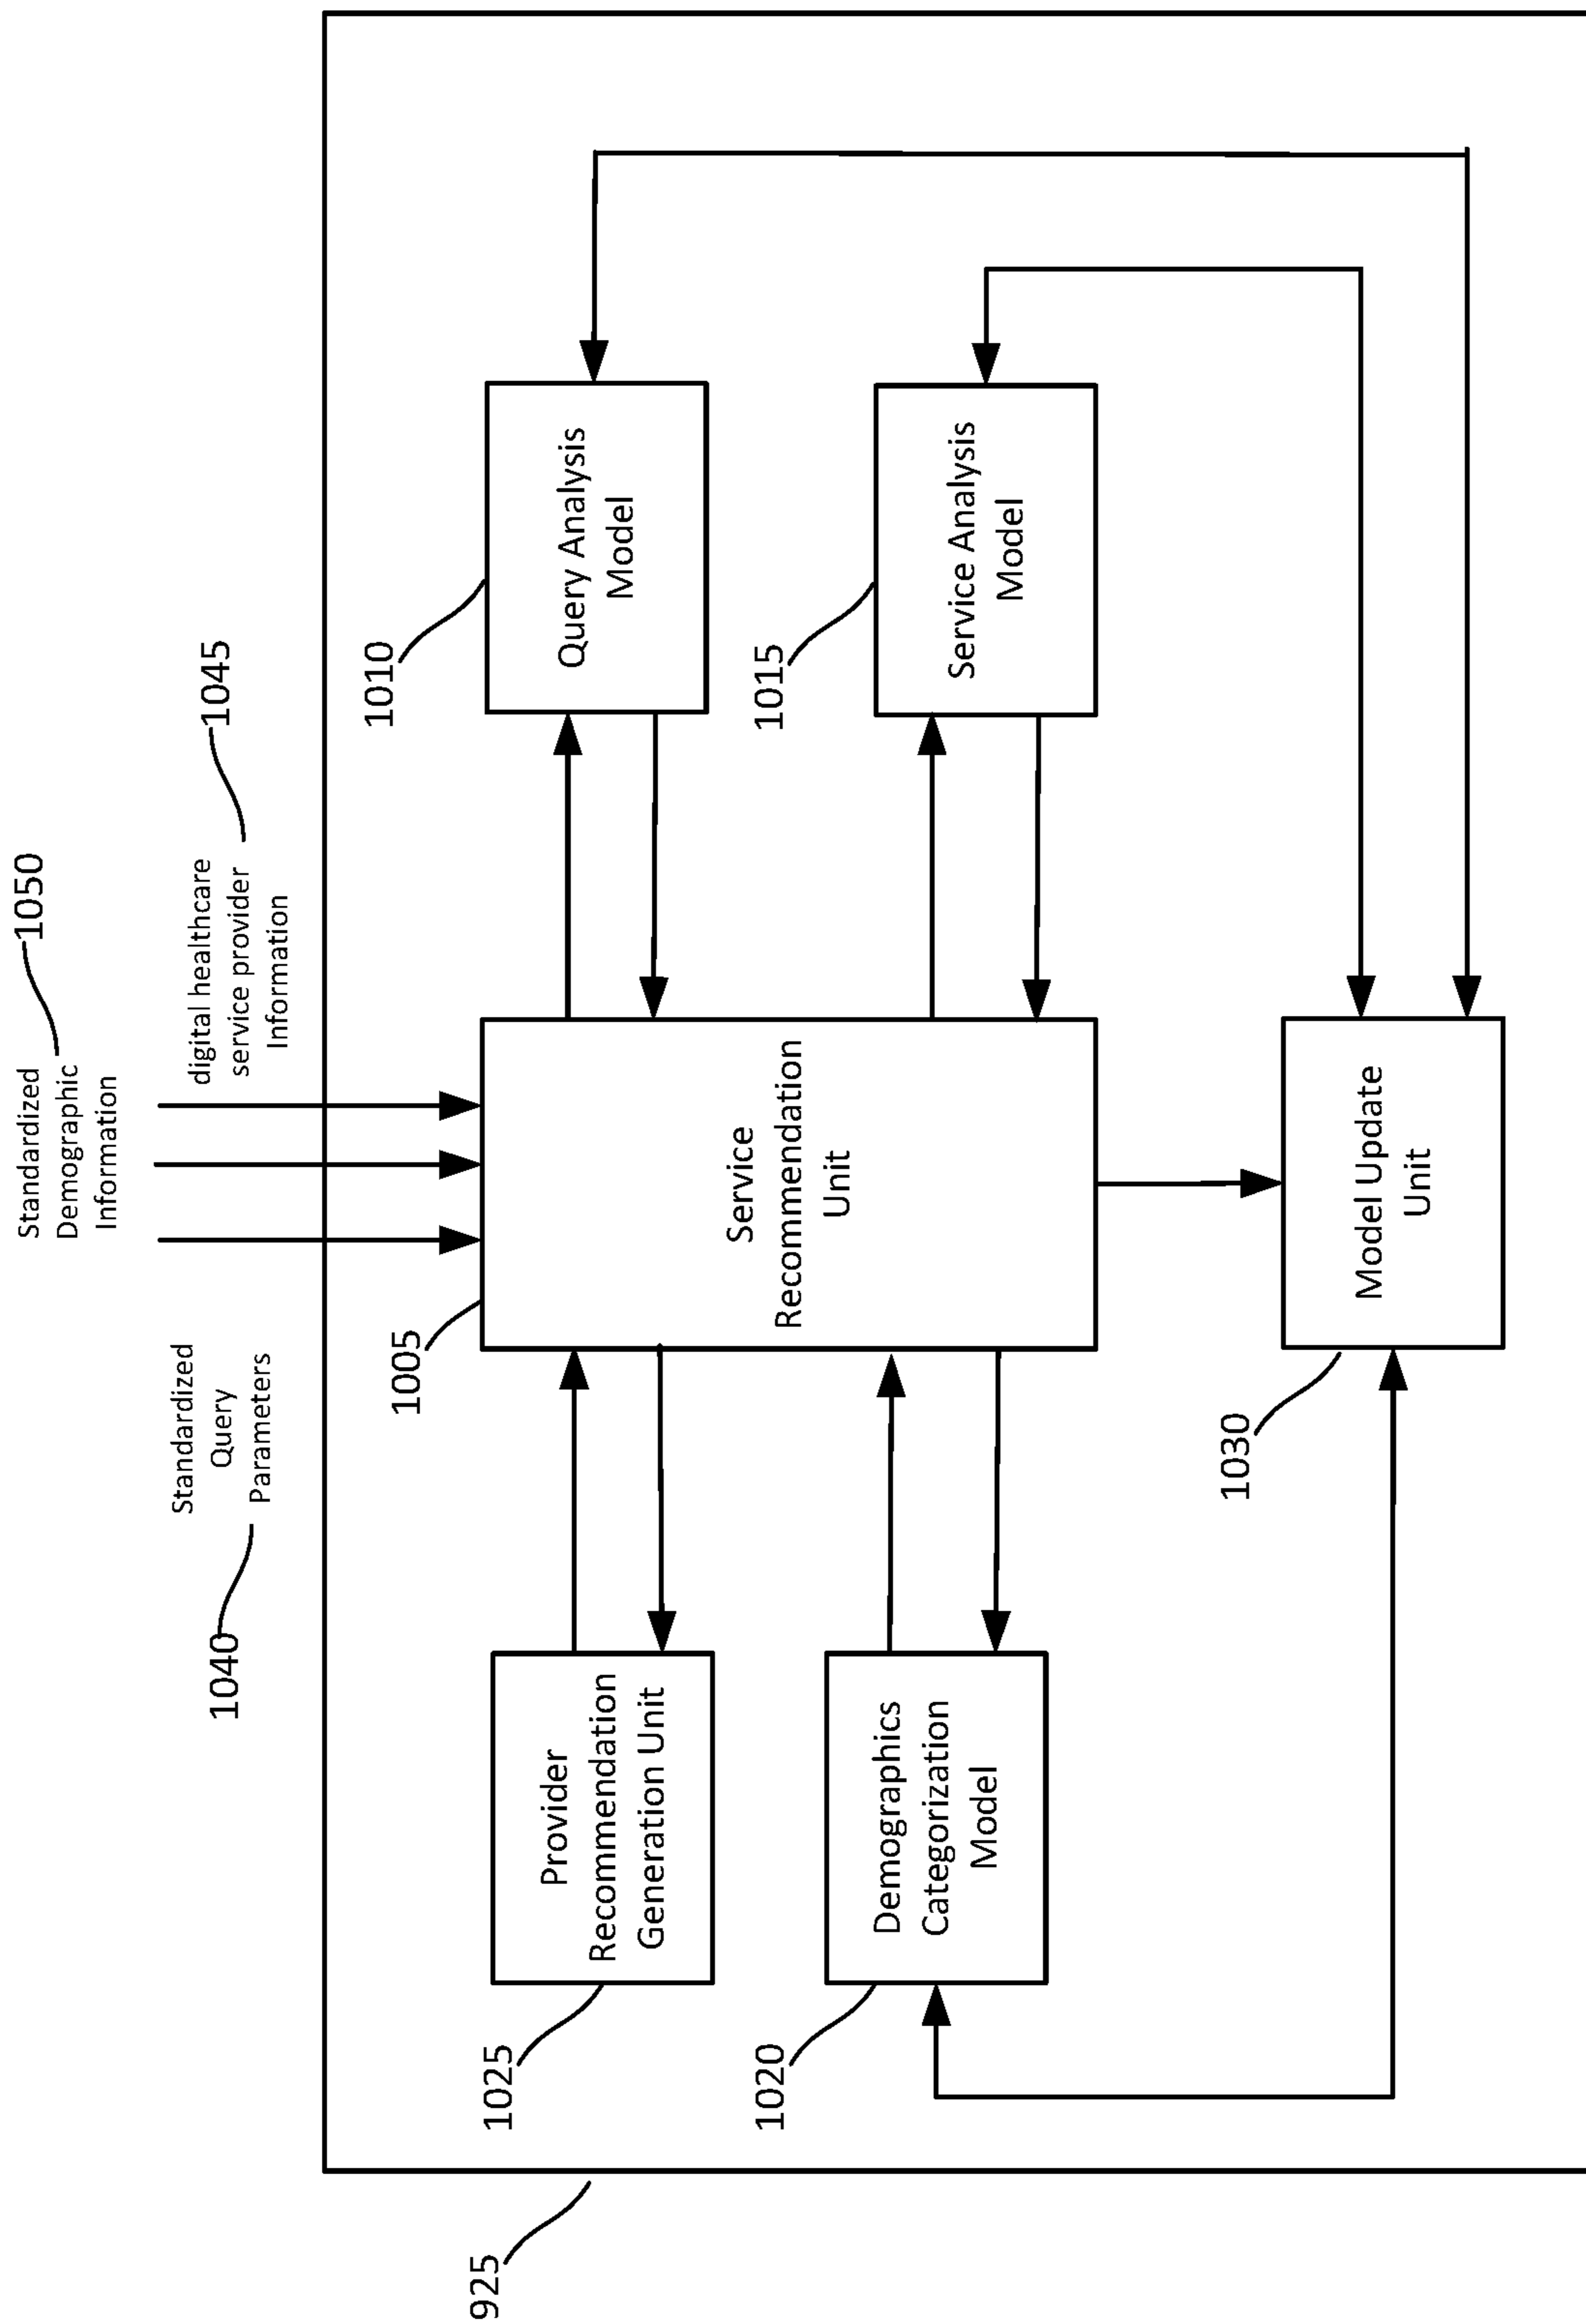 Standardized
Demographic
Information
1050
1040
Standardized
Query
Parameters
digital healthcare
service provider
Information
1045
925
1025
Provider
Recommendation
Generation Unit
1005
Service
Recommendation
Unit
1010
Query Analysis
Model
1020
Demographics
Categorization
Model
1015
Service Analysis
Model
1030
Model Update
Unit